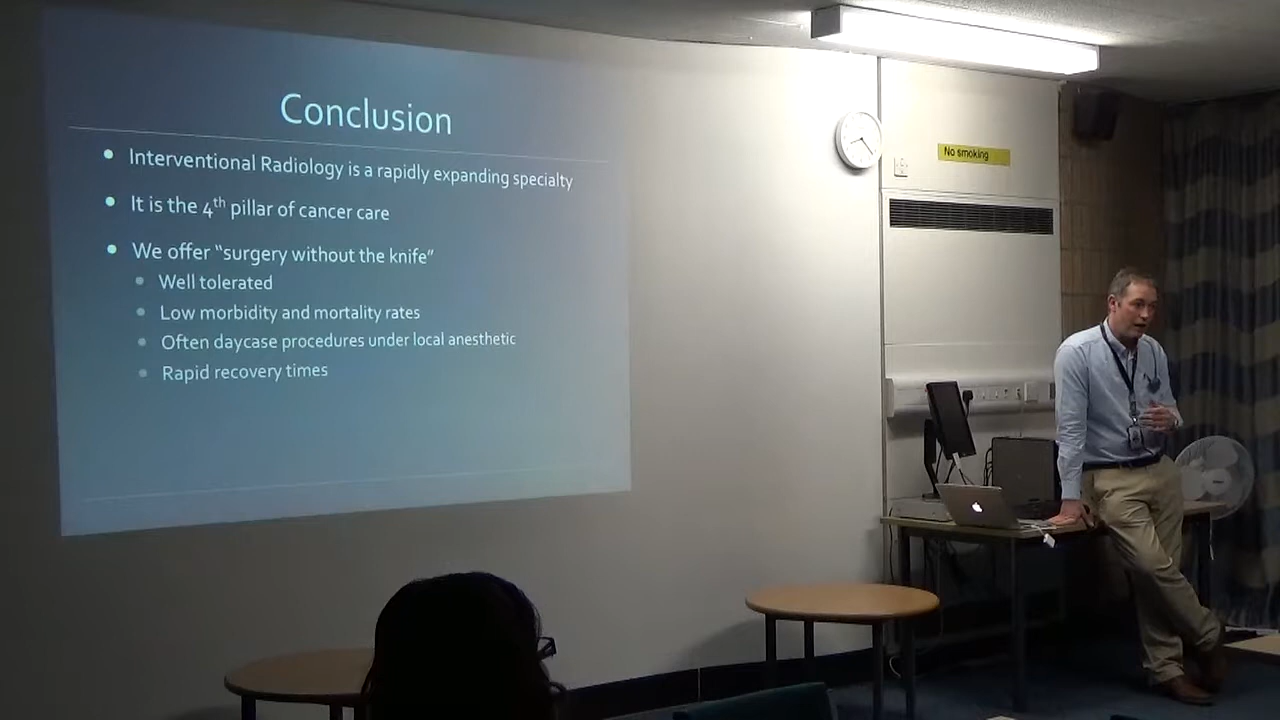 Conclusion
Interventional Radiology is a rapidly expanding specialty
It is the 4th pillar of cancer care
We offer “surgery without the knife”
Well tolerated
Low morbidity and mortality rates
Often daycase procedures under local anesthetic
Rapid recovery times
No smoking